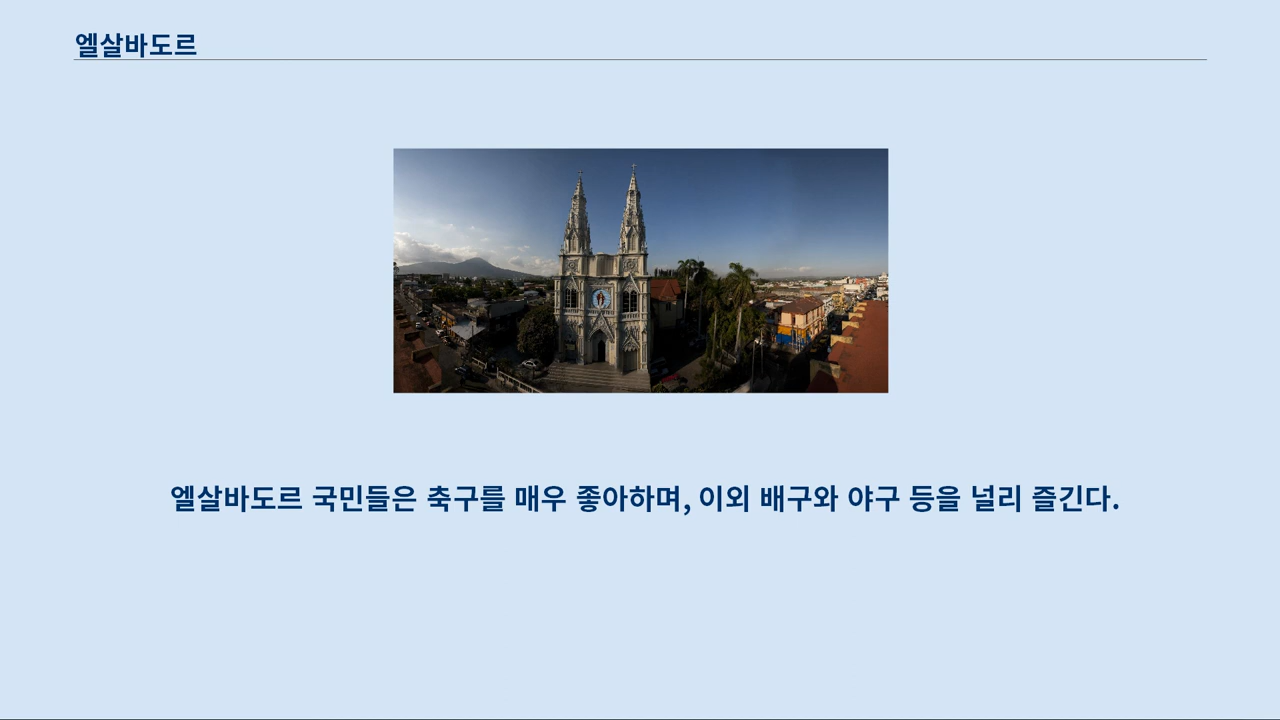 엘살바도르
엘살바도르 국민들은 축구를 매우 좋아하며, 이외 배구와 야구 등을 널리 즐긴다.